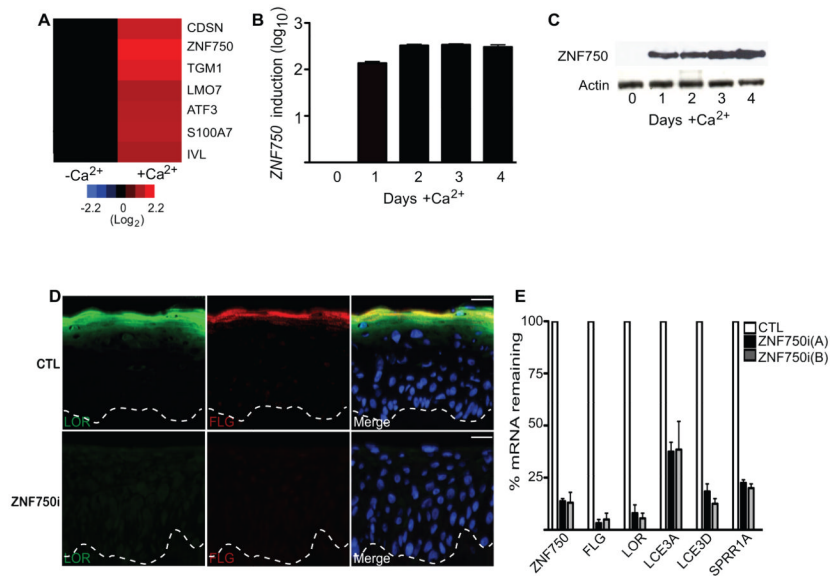 A
CDSN
ZNF750
TGM1
LMO7
ATF3
S100A7
IVL
-Ca2+ +Ca2+
-2.2 0 2.2
(Log2)
B
ZNF750 induction (log10)
3
2
1
0 1 2 3 4
Days +Ca2+
C
ZNF750
Actin
0 1 2 3 4
Days +Ca2+
D
CTL
LOR FLG Merge
ZNF750i
LOR FLG Merge
E
% mRNA remaining
100
75
50
25
CTL
ZNF750i(A)
ZNF750i(B)
ZNF750 FLG LOR LCE3A LCE3D SPRR1A